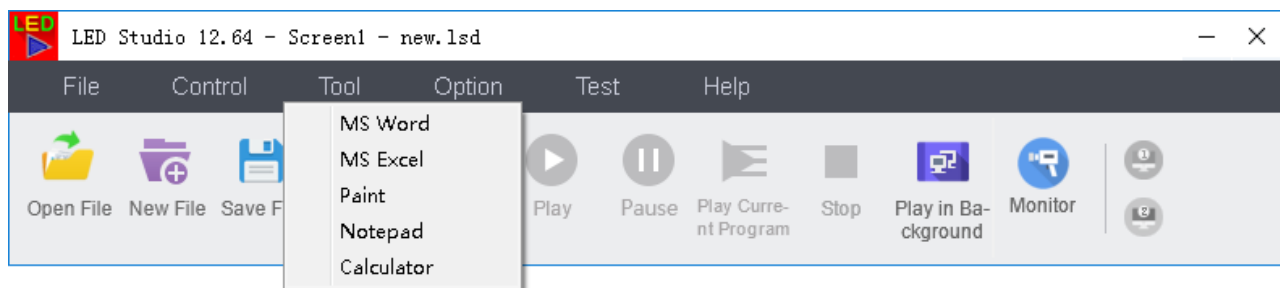 LED
LED Studio 12.64 - Screen1 - new.lsd
File Control Tool Option Test Help
MS Word
MS Excel
Paint
Notepad
Calculator
Open File New File Save F
Play Pause
Play Curre-
nt Program
Stop
Play in Ba-
ckground
Monitor
1
2